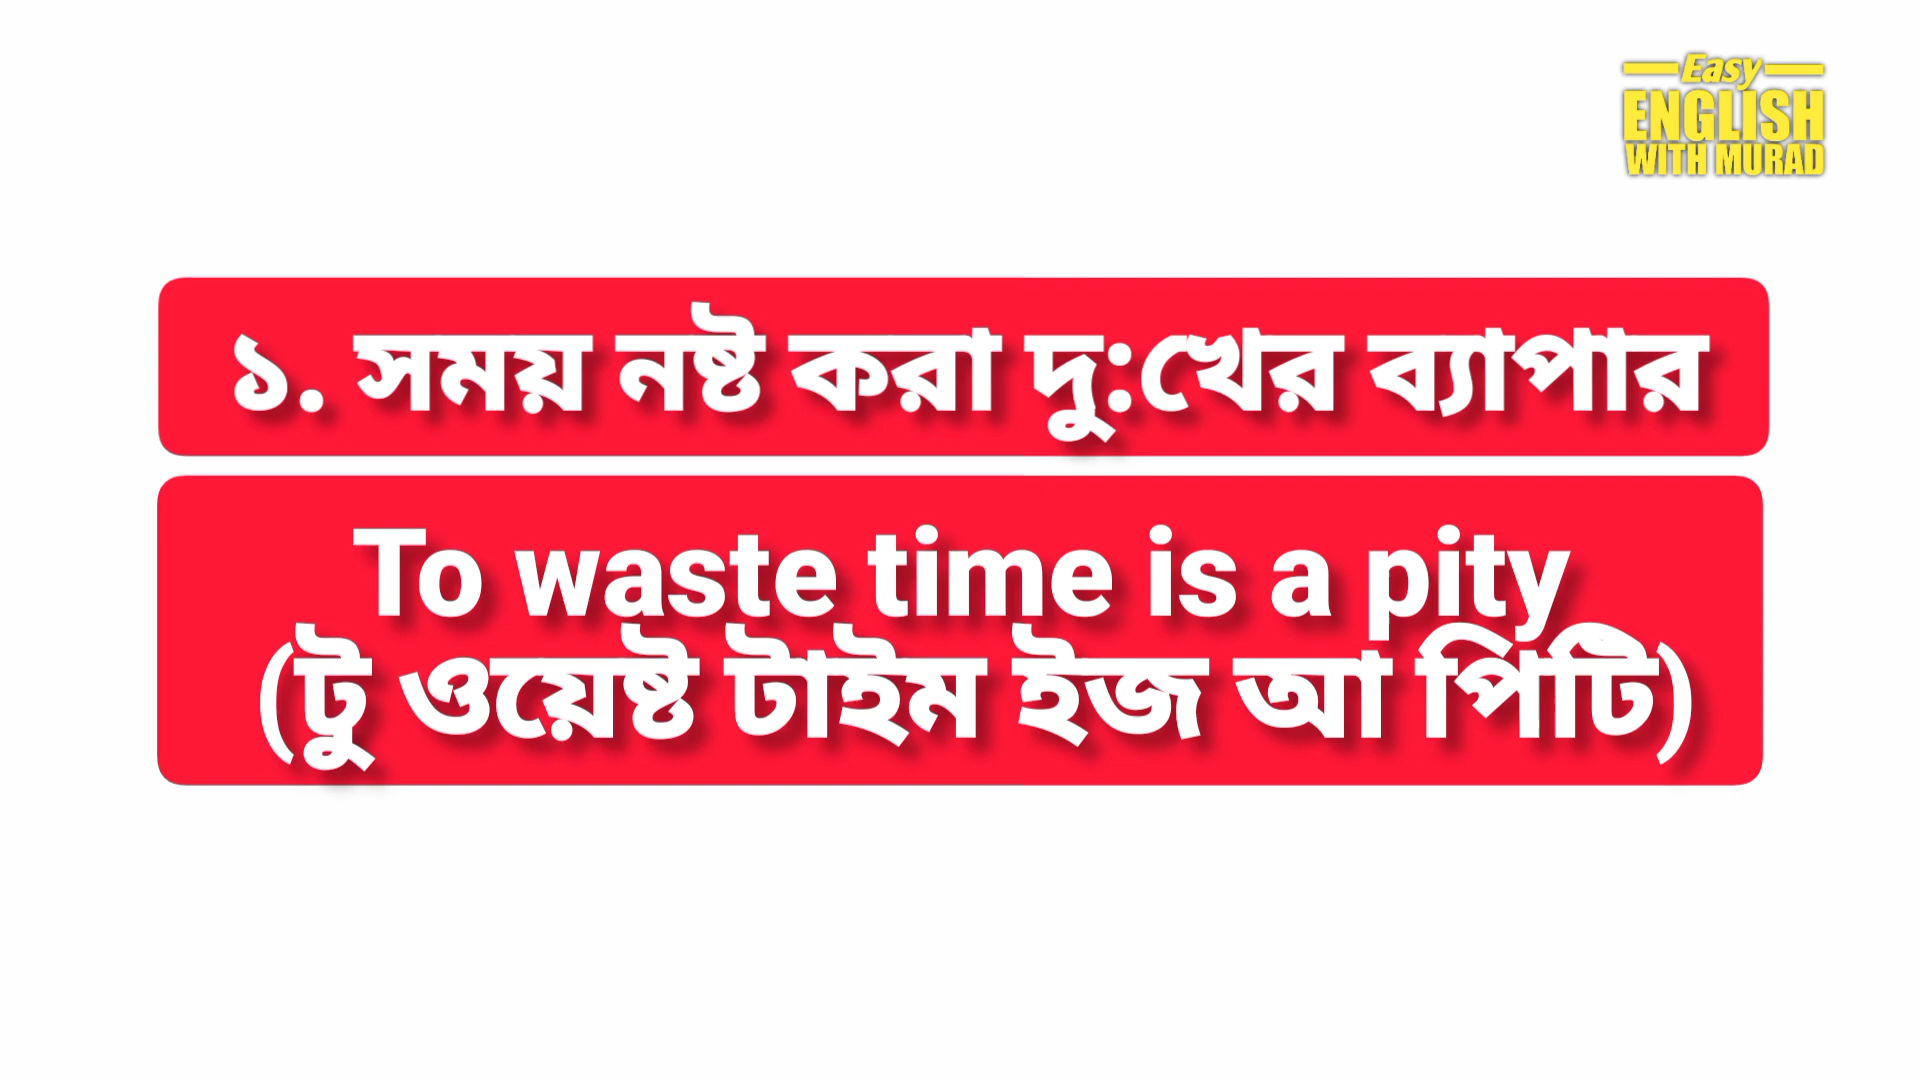 Easy
ENGLISH
WITH MURAD
১. সময় নষ্ট করা দু:খের ব্যাপার
To waste time is a pity
(টু ওয়েষ্ট টাইম ইজ আ পিটি)